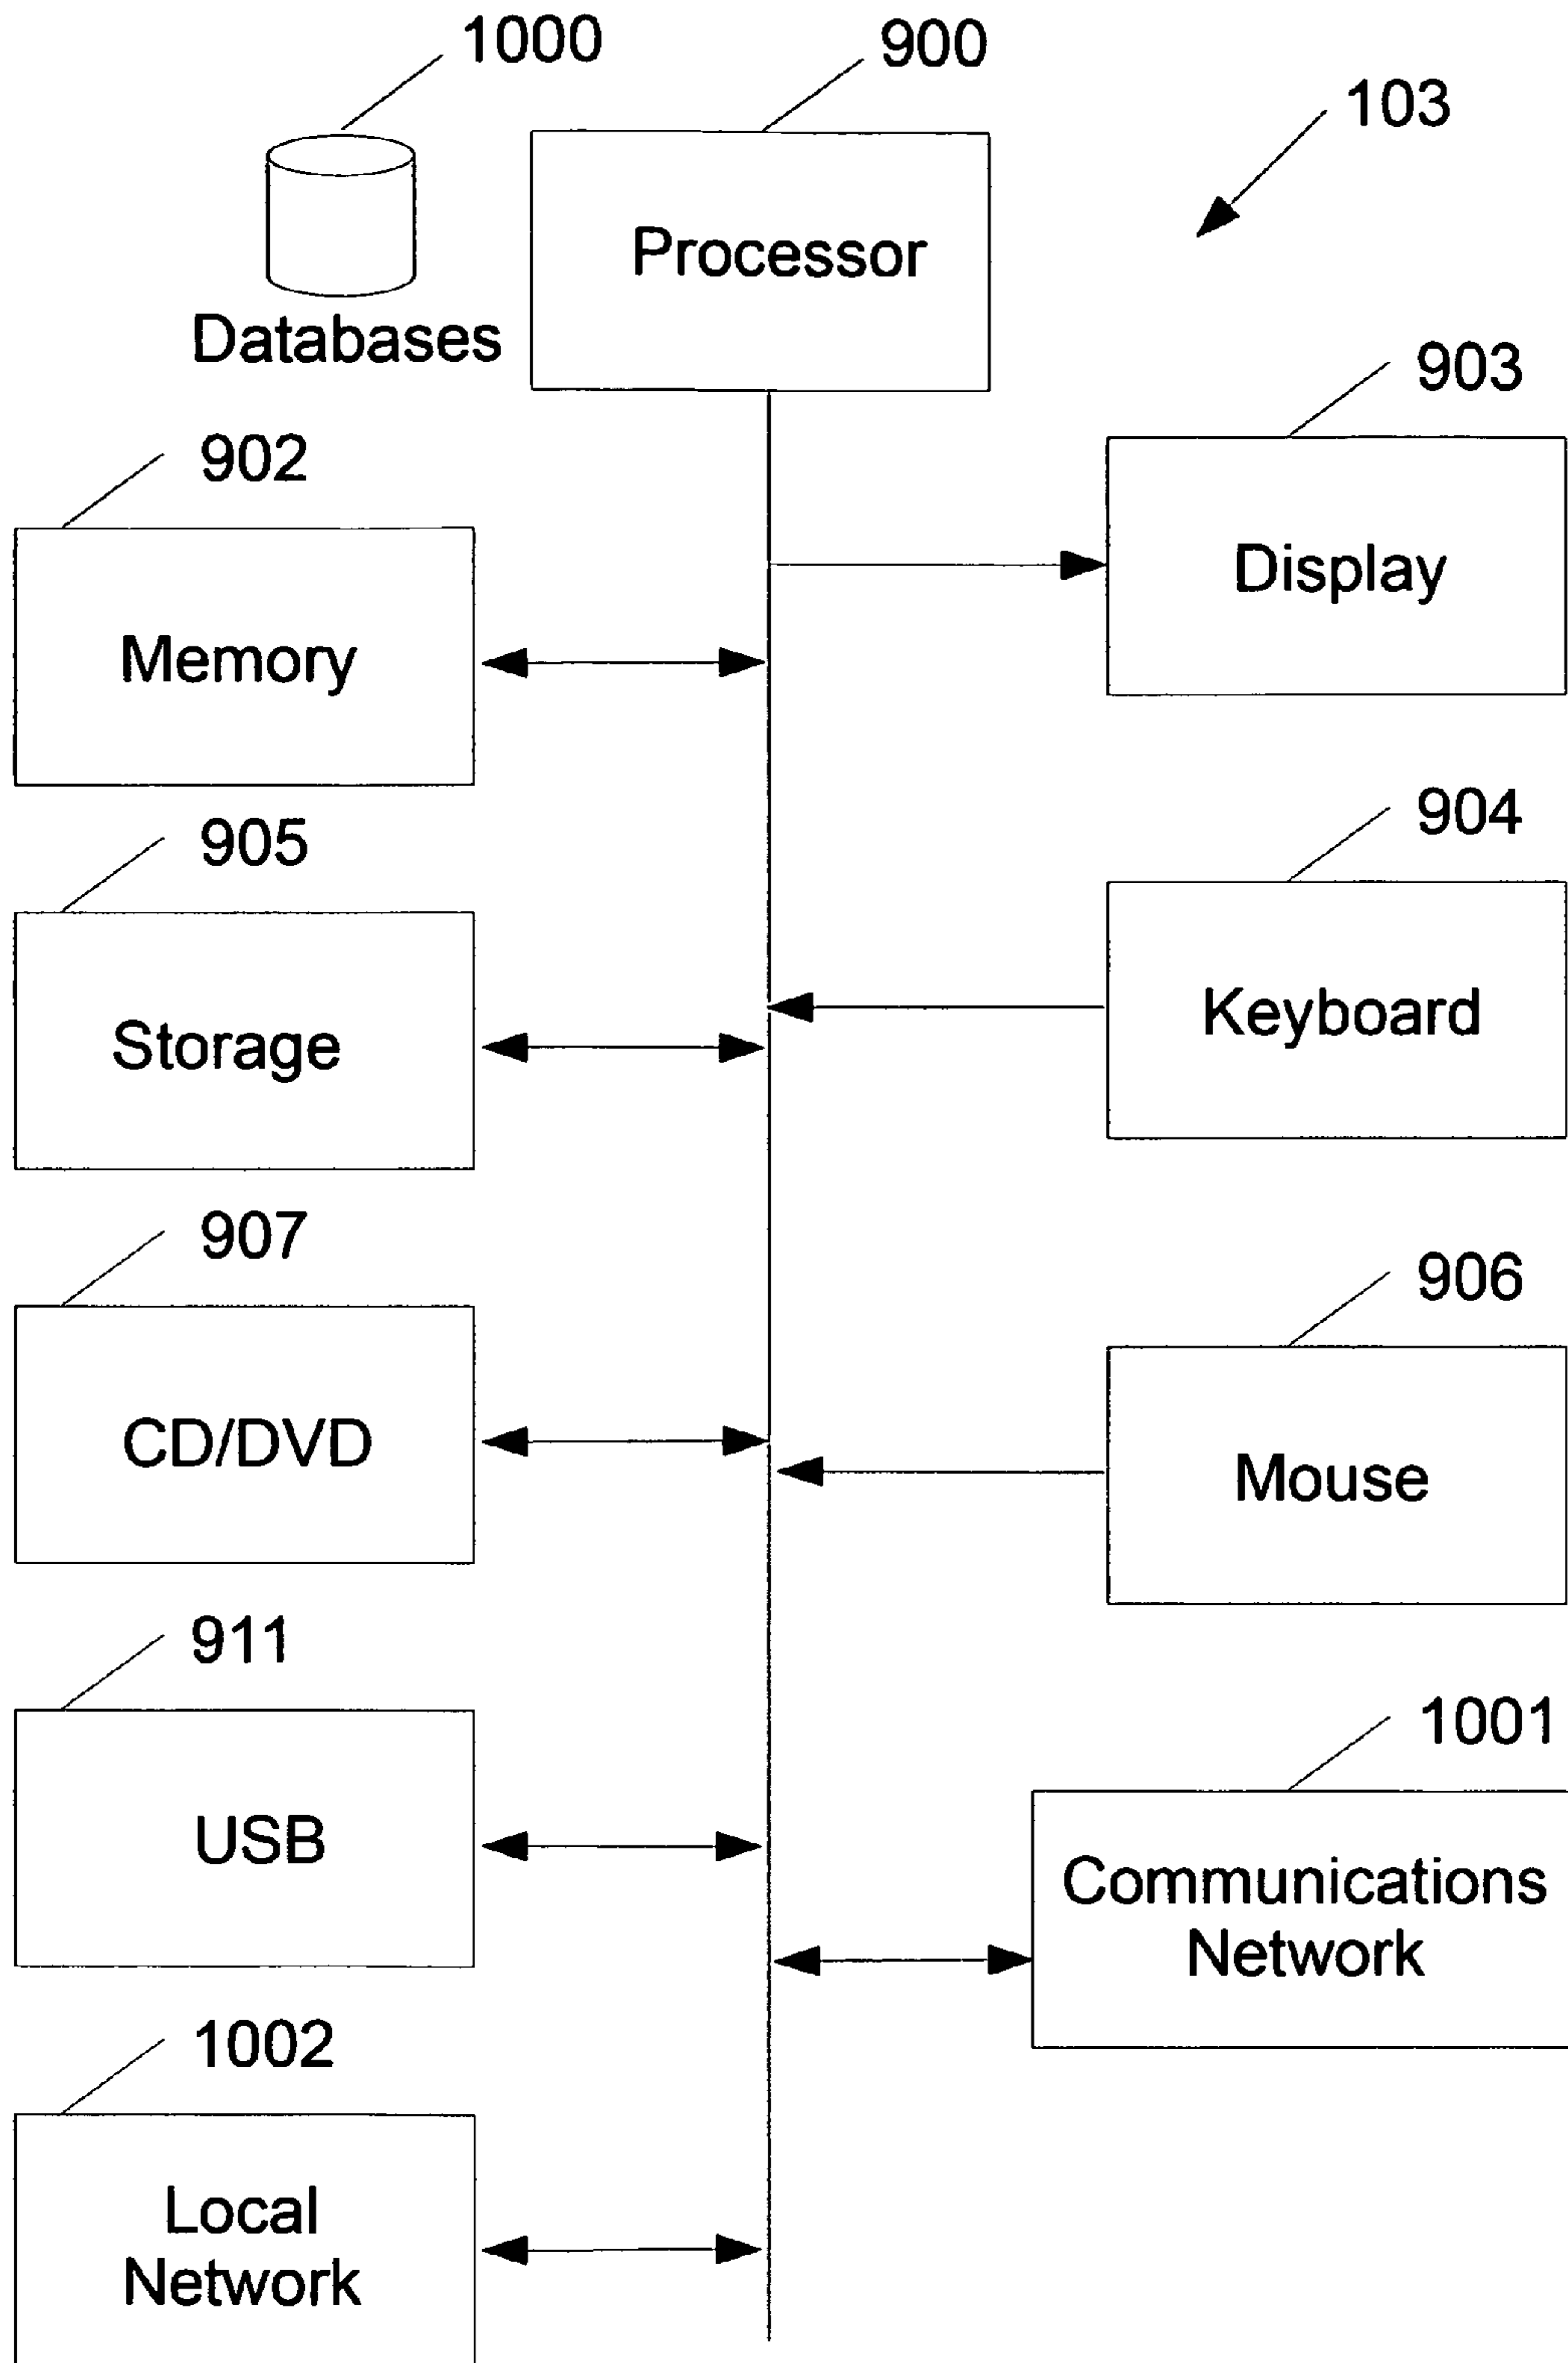 1000
900
103
Processor
Databases
903
902
Display
Memory
904
905
Keyboard
Storage
907
906
CD/DVD
Mouse
911
1001
USB
Communications
Network
1002
Local
Network